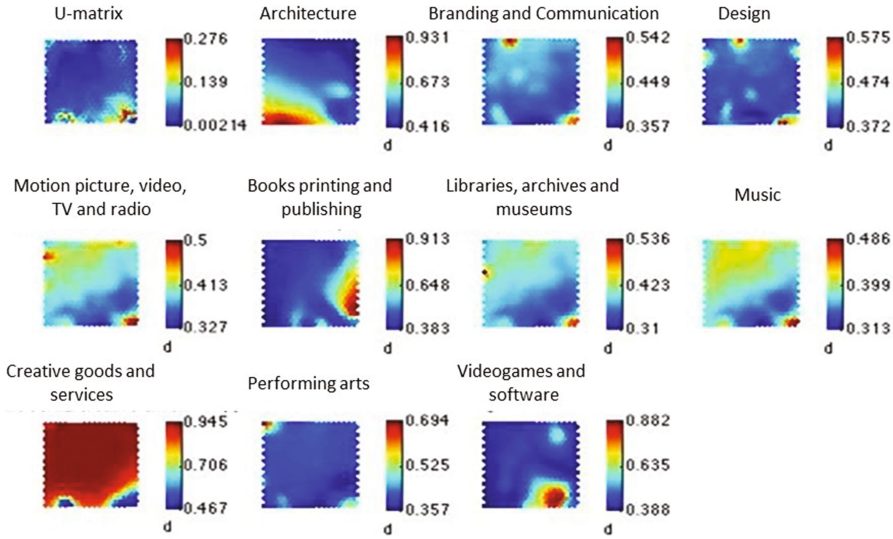 U-matrix
0.276
0.139
0.00214
Architecture
0.931
0.673
0.416
d
Branding and Communication
0.542
0.449
0.357
d
Design
0.575
0.474
0.372
d
Motion picture, video,
TV and radio
0.5
0.413
0.327
d
Books printing and
publishing
0.913
0.648
0.383
d
Libraries, archives and
museums
0.536
0.423
0.31
d
Music
0.486
0.399
0.313
d
Creative goods and
services
0.945
0.706
0.467
d
Performing arts
0.694
0.525
0.357
d
Videogames and
software
0.882
0.635
0.388
d